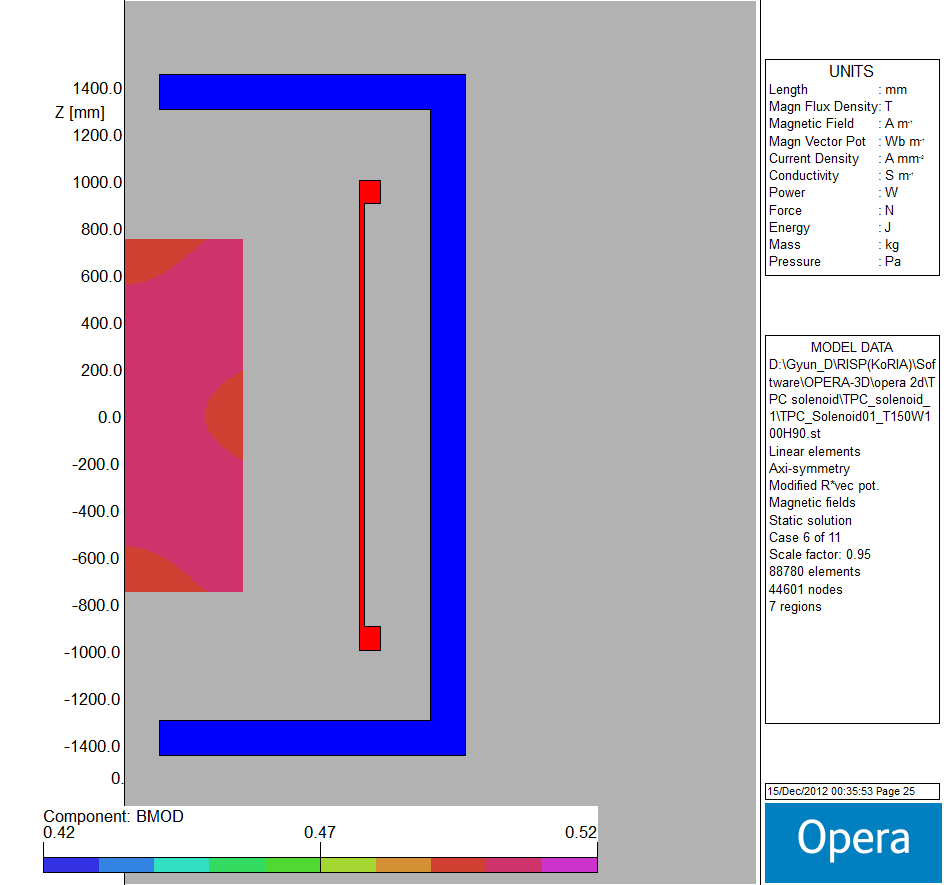 1400.0
Z [mm]
1200.0
1000.0
800.0
600.0
400.0
200.0
0.0
-200.0
-400.0
-600.0
-800.0
-1000.0
-1200.0
-1400.0
0.
Component: BMOD
0.42 0.47 0.52
UNITS
Length : mm
Magn Flux Density: T
Magnetic Field : A m⁻¹
Magn Vector Pot : Wb m⁻¹
Current Density : A mm⁻²
Conductivity : S m⁻¹
Power : W
Force : N
Energy : J
Mass : kg
Pressure : Pa
MODEL DATA
D:\Gyun_D\RISP(KoRIA)\Sof
tware\OPERA-3D\opera 2d\T
PC solenoid\TPC_solenoid_
1\TPC_Solenoid01_T150W1
00H90.st
Linear elements
Axi-symmetry
Modified R*vec pot.
Magnetic fields
Static solution
Case 6 of 11
Scale factor: 0.95
88780 elements
44601 nodes
7 regions
15/Dec/2012 00:35:53 Page 25
Opera